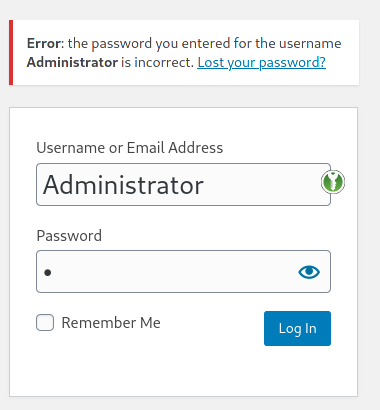 Error: the password you entered for the username
Administrator is incorrect. Lost your password?
Username or Email Address
Administrator
Password
Remember Me
Log In